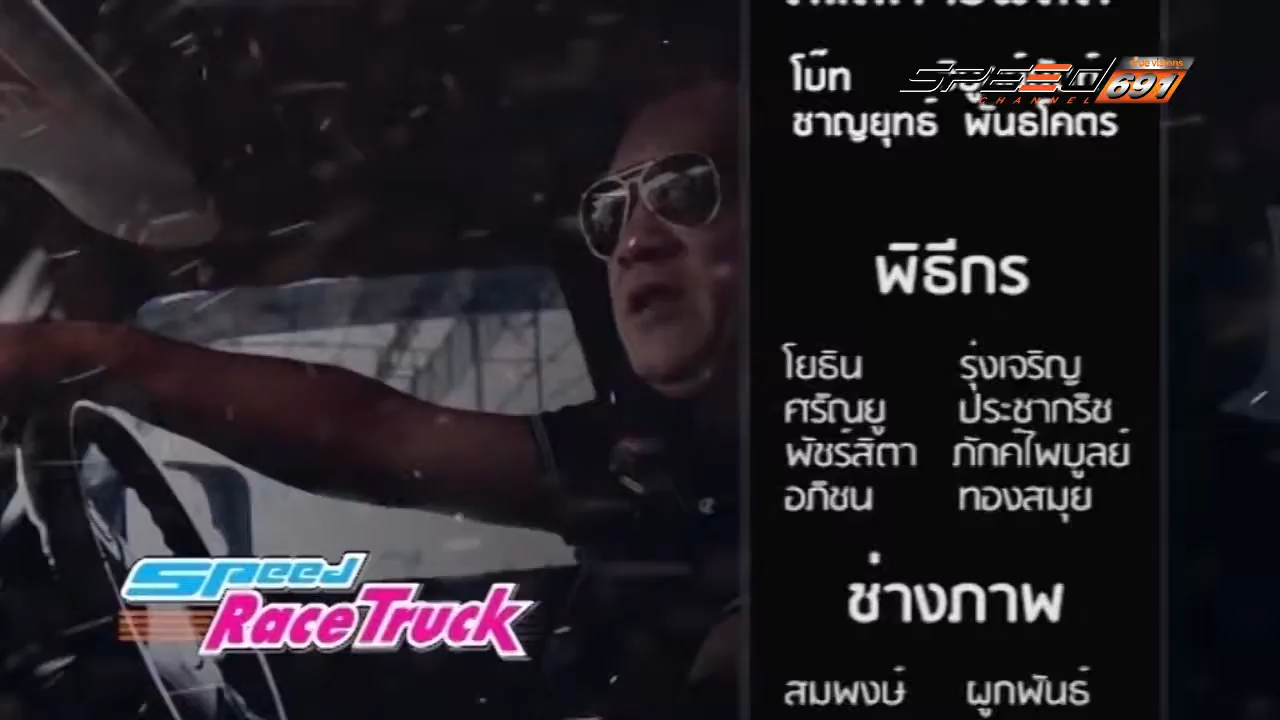 โบ๊ท
SPEED
CHANNEL
true visions
691
ชาญยุทธ์ พันธโคตร
พิธีกร
โยธิน รุ่งเจริญ
ศรัณยู ประชากริช
พัชร์สิตา ภักค์ไพบูลย์
อภิชน ทองสมุย
ช่างภาพ
สมพงษ์ ผูกพันธ์
Speed
Race Truck